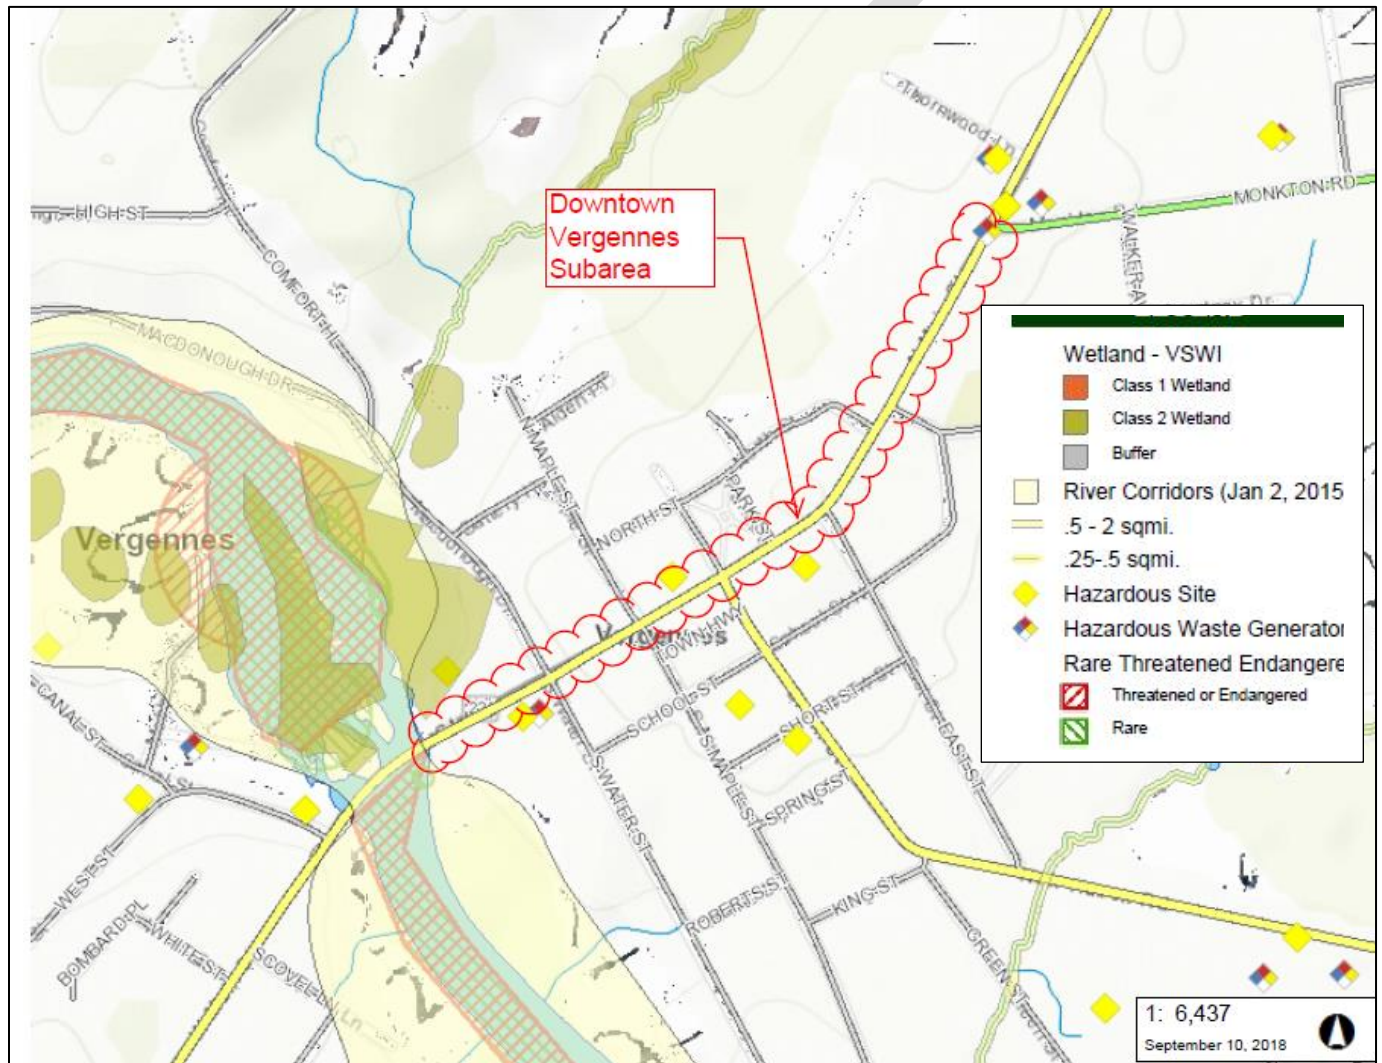 Thornwood Ln
MONKTON RD
HIGH ST
Downtown
Vergennes
Subarea
COMFORT HL
MACDONOUGH DR
N MAPLE ST
NORTH ST
PARK ST
Vergennes
Vergennes
SCHOOL ST
SHORT ST
S MAPLE ST
S WATER ST
EAST ST
SPRING ST
CANAL ST
WEST ST
BOMBARD PL
WHITE ST
SCOVEL LN
ROBERTS ST
KING ST
GREEN ST
Wetland - VSWI
Class 1 Wetland
Class 2 Wetland
Buffer
River Corridors (Jan 2, 2015
.5 - 2 sqmi.
.25-.5 sqmi.
Hazardous Site
Hazardous Waste Generator
Rare Threatened Endangere
Threatened or Endangered
Rare
1: 6,437
September 10, 2018